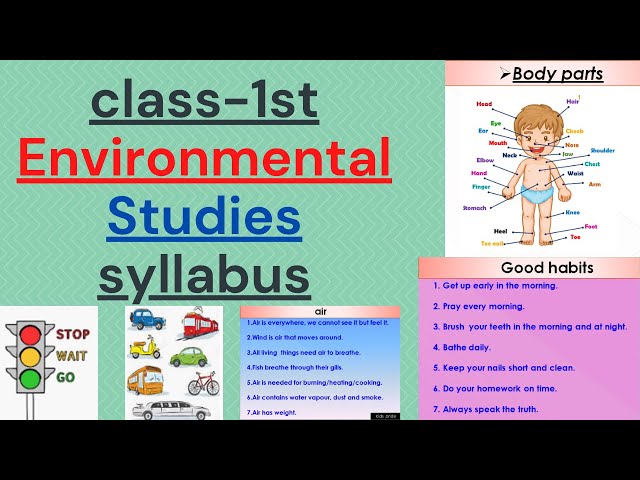 class-1st
Environmental
Studies
syllabus
➢Body parts
Head
Hair
Eye
Ear
Cheek
Mouth
Nose
Neck
Jaw
Shoulder
Elbow
Chest
Hand
Waist
Finger
Arm
Stomach
Knee
Heel
Foot
Toe nail
Toe
Good habits
1. Get up early in the morning.
2. Pray every morning.
3. Brush your teeth in the morning and at night.
4. Bathe daily.
5. Keep your nails short and clean.
6. Do your homework on time.
7. Always speak the truth.
STOP
WAIT
GO
air
1.Air is everywhere, we cannot see it but feel it.
2.Wind is air that moves around.
3.All living things need air to breathe.
4.Fish breathe through their gills.
5.Air is needed for burning/heating/cooking.
6.Air contains water vapour, dust and smoke.
7.Air has weight.